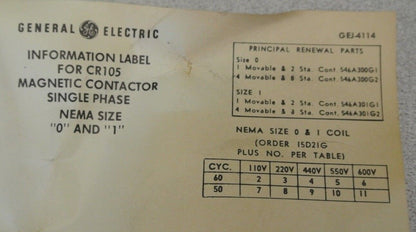 GENERAL GE ELECTRIC
GEJ-4114
INFORMATION LABEL
FOR CR105
MAGNETIC CONTACTOR
SINGLE PHASE
NEMA SIZE
"0" AND "1"
PRINCIPAL RENEWAL PARTS
Size 0
1 Movable & 2 Sta. Cont. 546A300G1
4 Movable & 8 Sta. Cont. 546A300G2
SIZE 1
1 Movable & 2 Sta. Cont. 546A301G1
4 Movable & 8 Sta. Cont. 546A301G2
NEMA SIZE 0 & 1 COIL
(ORDER 15D21G
PLUS NO. PER TABLE)
CYC. 110V 220V 440V 550V 600V
60 2 3 4 5 6
50 7 8 9 10 11